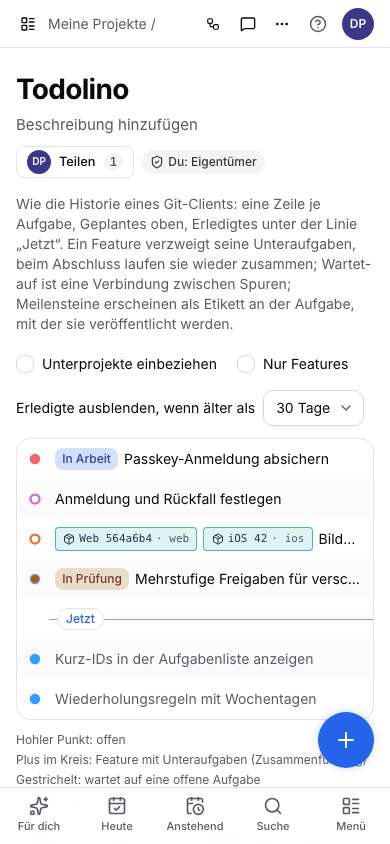 Meine Projekte /
DP
Todolino
Beschreibung hinzufügen
DP Teilen 1 Du: Eigentümer
Wie die Historie eines Git-Clients: eine Zeile je
Aufgabe, Geplantes oben, Erledigtes unter der Linie
„Jetzt“. Ein Feature verzweigt seine Unteraufgaben,
beim Abschluss laufen sie wieder zusammen; Wartet-
auf ist eine Verbindung zwischen Spuren;
Meilensteine erscheinen als Etikett an der Aufgabe,
mit der sie veröffentlicht werden.
Unterprojekte einbeziehen Nur Features
Erledigte ausblenden, wenn älter als 30 Tage
In Arbeit Passkey-Anmeldung absichern
Anmeldung und Rückfall festlegen
Web 564a6b4 · web iOS 42 · ios Bild…
In Prüfung Mehrstufige Freigaben für versc…
Jetzt
Kurz-IDs in der Aufgabenliste anzeigen
Wiederholungsregeln mit Wochentagen
Hohler Punkt: offen
Plus im Kreis: Feature mit Unteraufgaben
Gestrichelt: wartet auf eine offene Aufgabe
Für dich Heute Anstehend Suche Menü